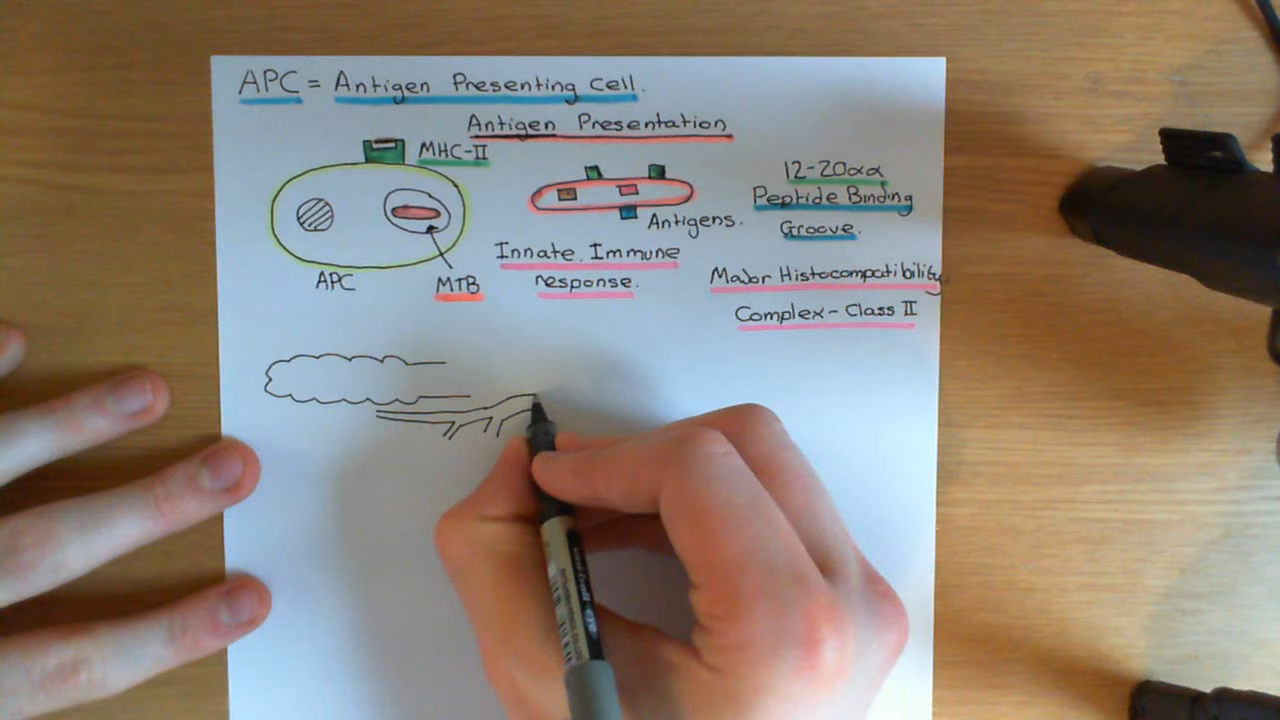 APC = Antigen Presenting Cell.
Antigen Presentation
MHC-II
12-20αα
Peptide Binding
Groove.
Antigens.
Innate Immune
response.
APC
MTB
Major Histocompatibility
Complex - Class II